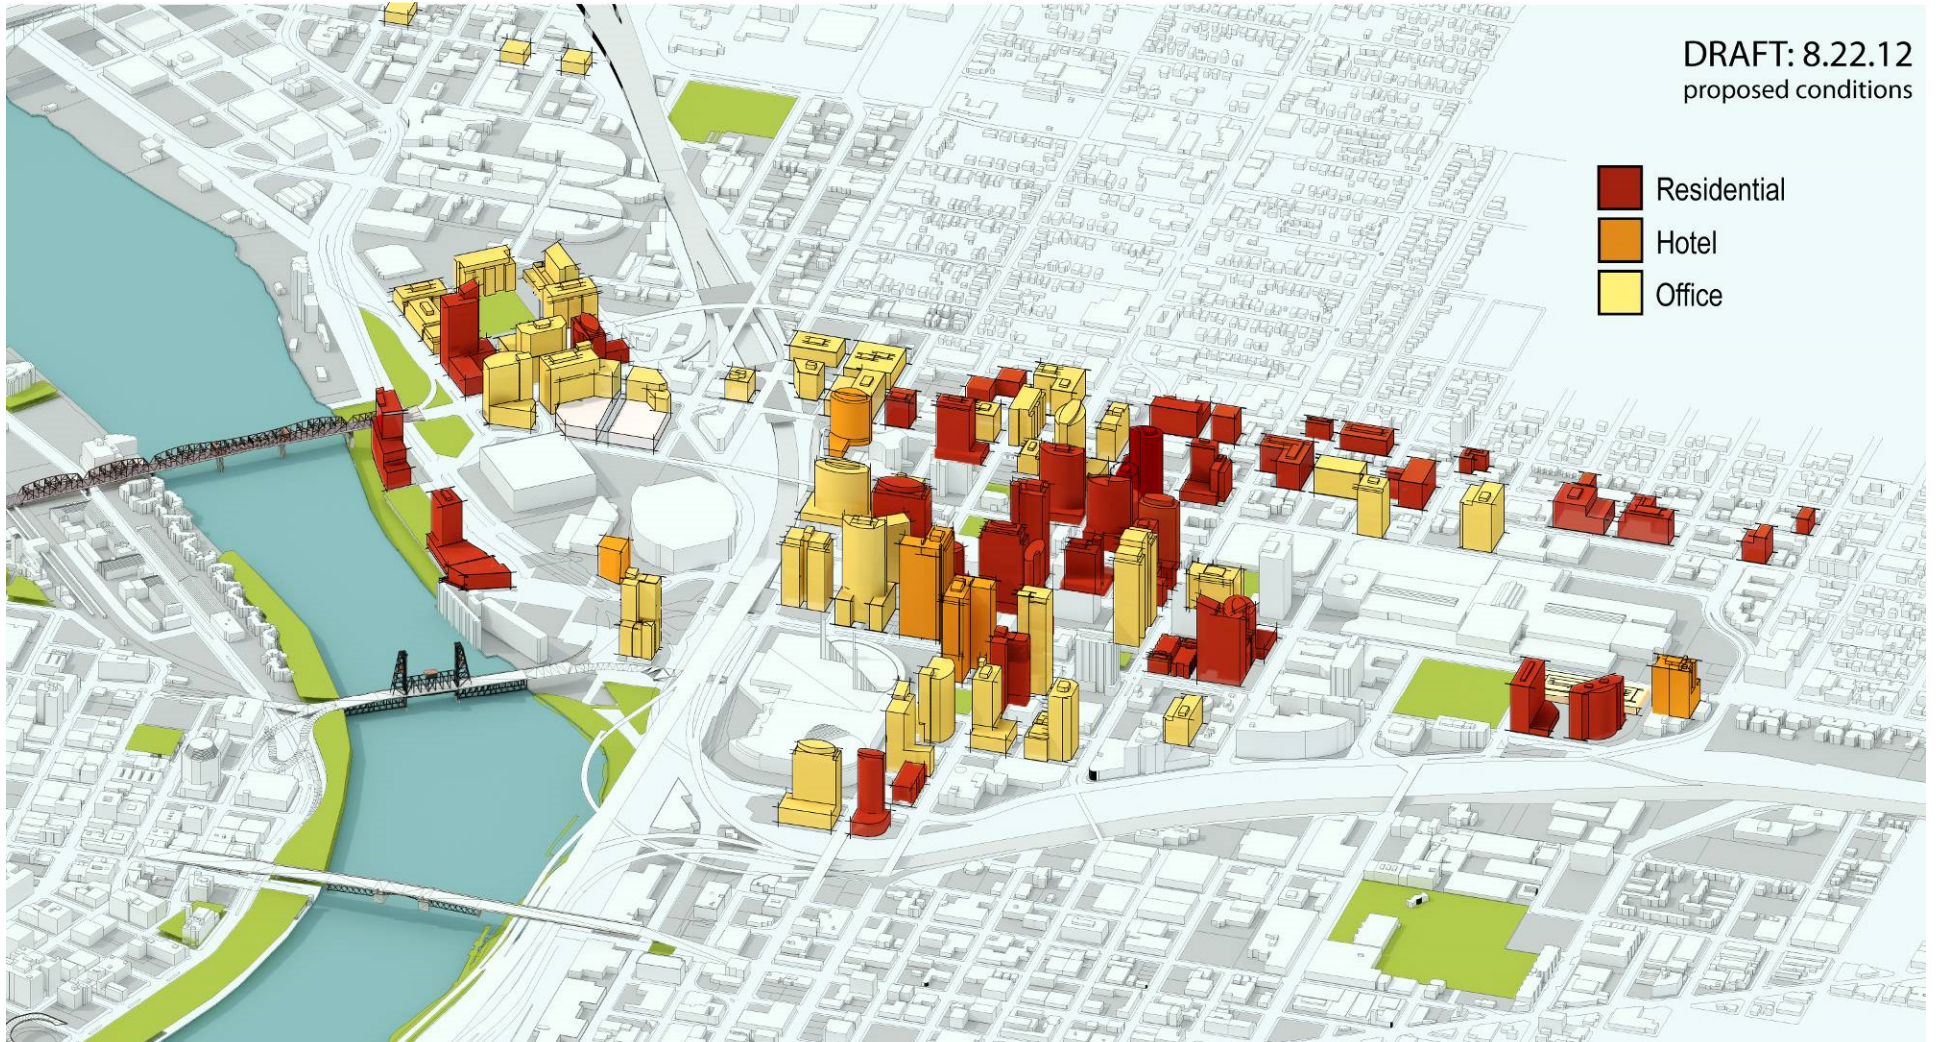 DRAFT: 8.22.12
proposed conditions
Residential
Hotel
Office